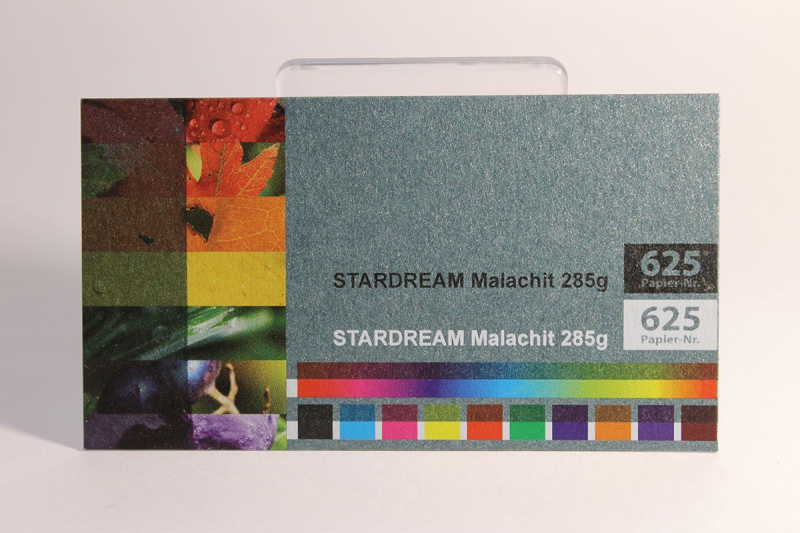 STARDREAM Malachit 285g
625
Papier-Nr.
STARDREAM Malachit 285g
625
Papier-Nr.